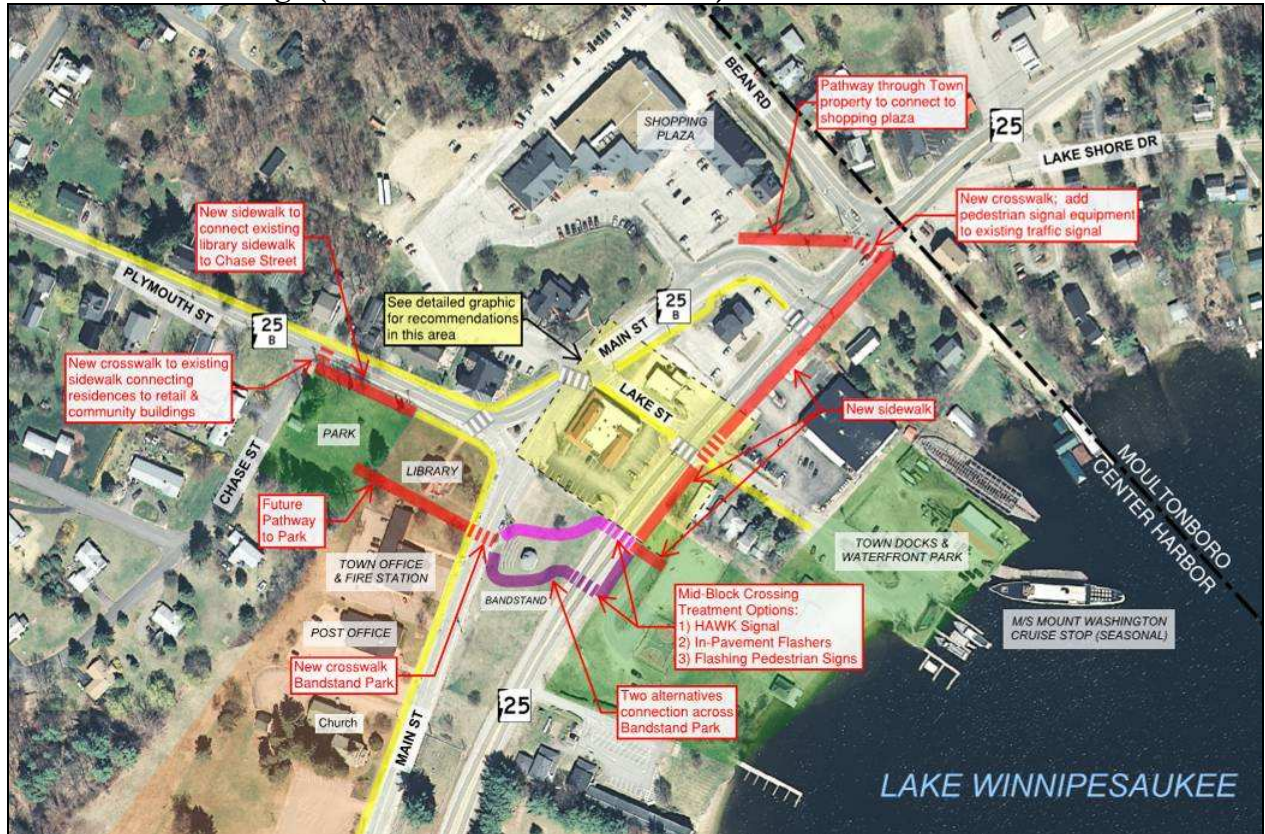 BEAN RD
Pathway through Town
property to connect to
shopping plaza
SHOPPING
PLAZA
25
LAKE SHORE DR
New sidewalk to
connect existing
library sidewalk
to Chase Street
New crosswalk; add
pedestrian signal equipment
to existing traffic signal
PLYMOUTH ST
25
B
See detailed graphic
for recommendations
in this area
MAIN ST
25
B
New crosswalk to existing
sidewalk connecting
residences to retail &
community buildings
LAKE ST
New sidewalk
PARK
CHASE ST
LIBRARY
MOULTONBORO
CENTER HARBOR
Future
Pathway
to Park
TOWN OFFICE
& FIRE STATION
TOWN DOCKS &
WATERFRONT PARK
BANDSTAND
Mid-Block Crossing
Treatment Options:
1) HAWK Signal
2) In-Pavement Flashers
3) Flashing Pedestrian Signs
M/S MOUNT WASHINGTON
CRUISE STOP (SEASONAL)
POST OFFICE
New crosswalk
Bandstand Park
Two alternatives
connection across
Bandstand Park
25
Church
MAIN ST
LAKE WINNIPESAUKEE